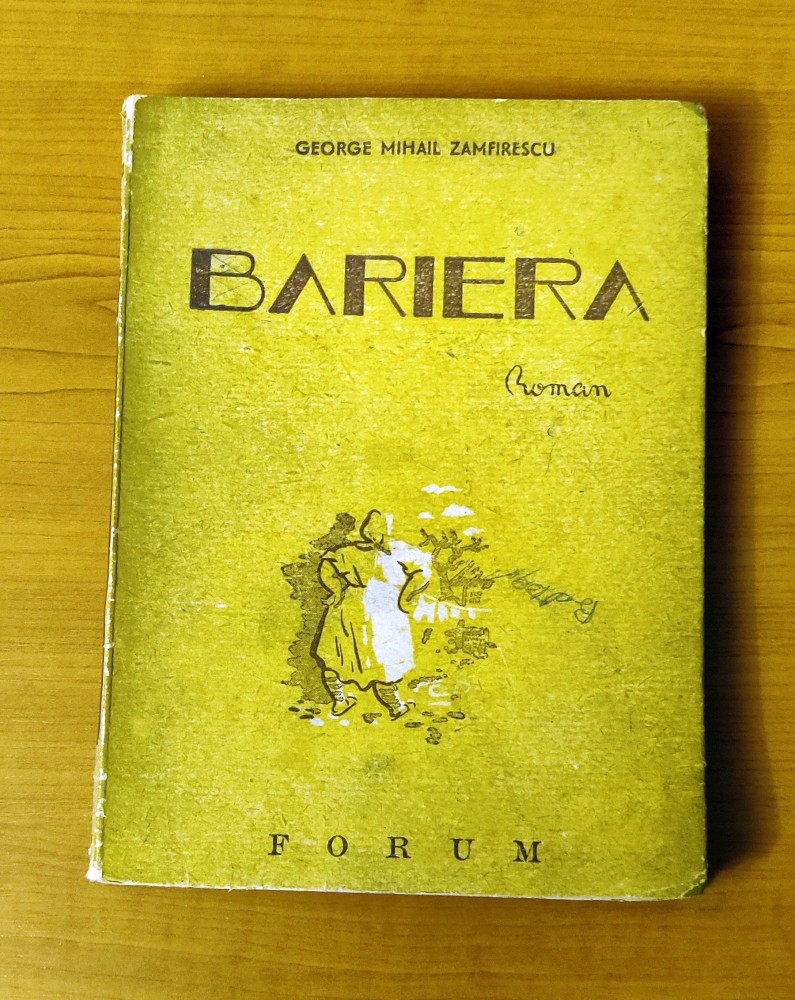 GEORGE MIHAIL ZAMFIRESCU
BARIERA
Roman
FORUM